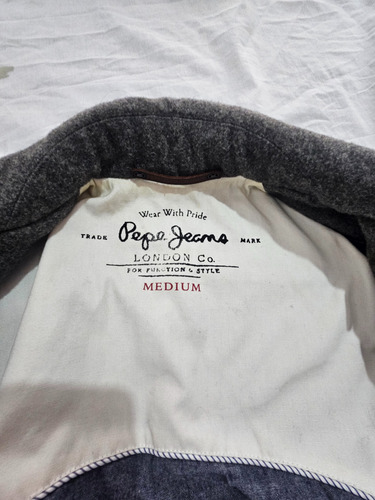 Wear With Pride
TRADE Pepe Jeans MARK
LONDON Co.
FOR FUNCTION & STYLE
MEDIUM